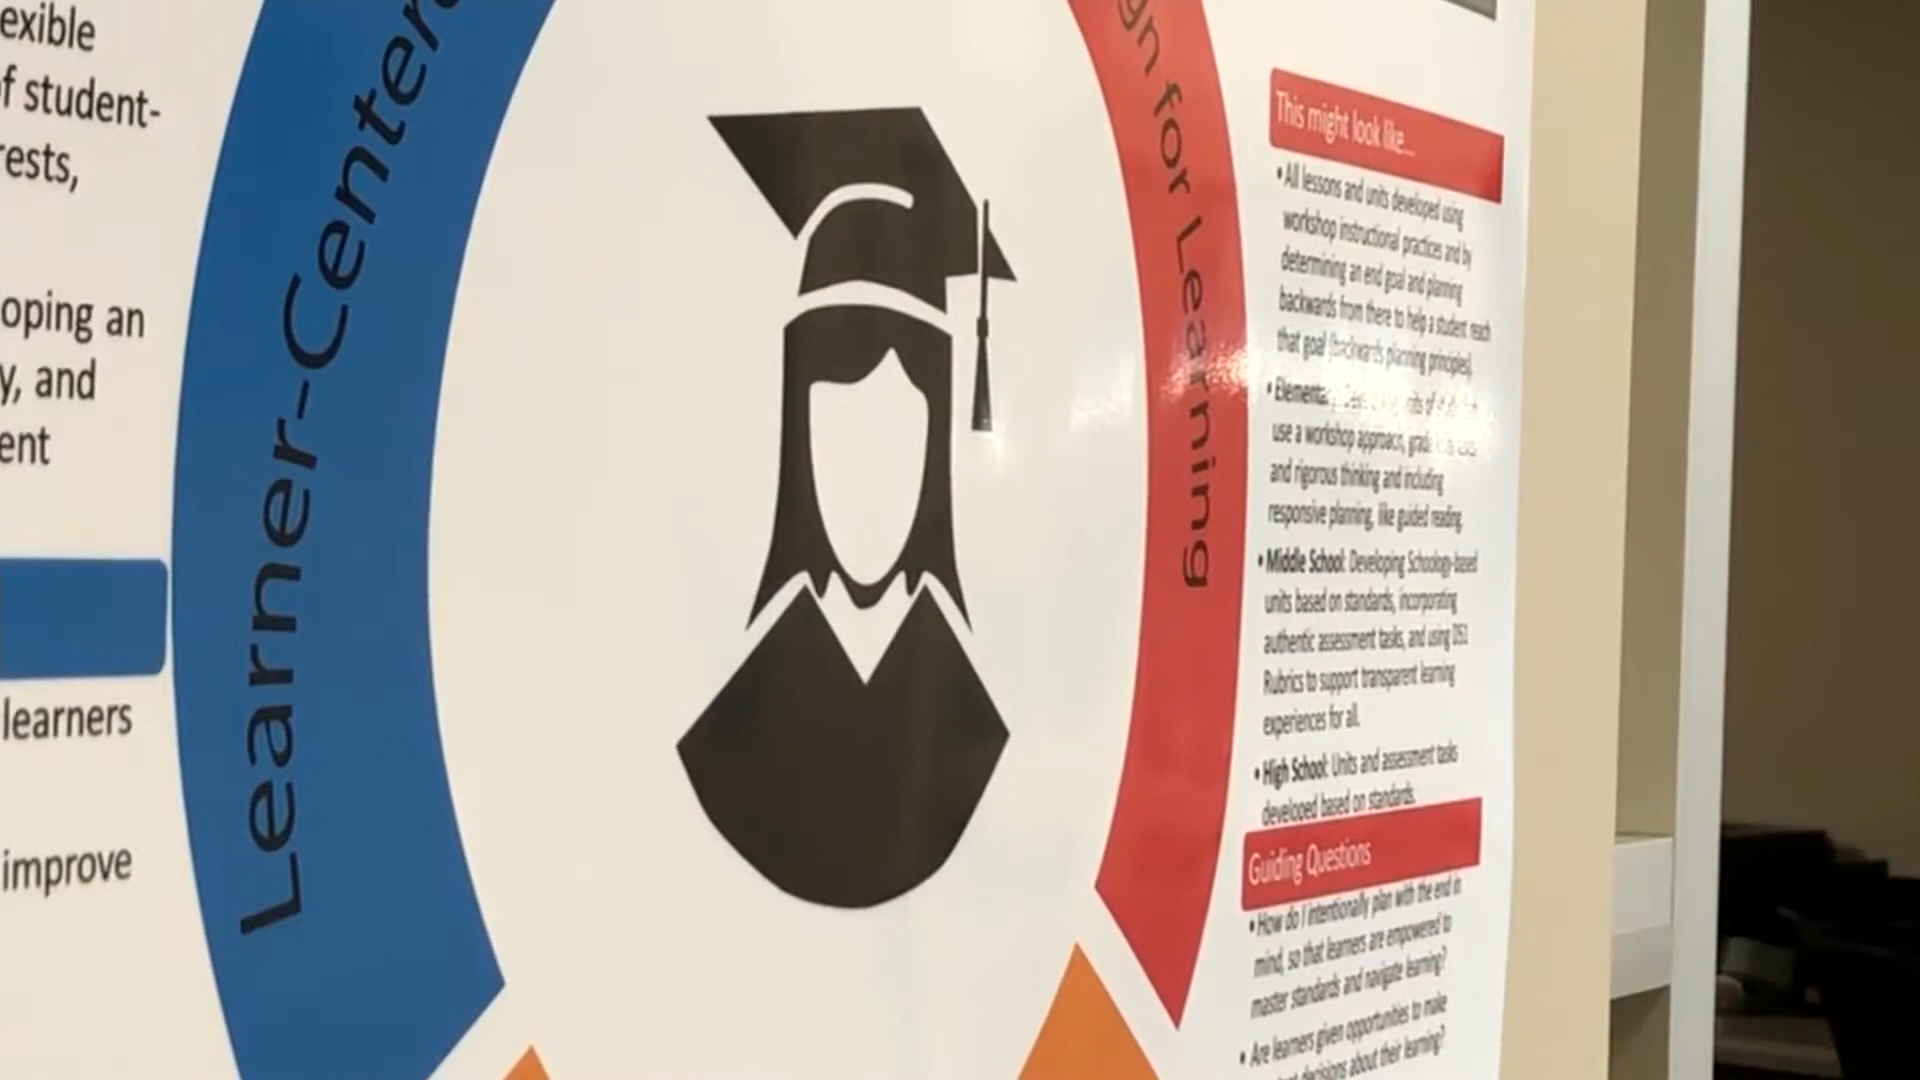 exible
f student-
rests,
oping an
y, and
ent
learners
improve
Learner-Center
gn for Learning
This might look like...
•All lessons and units developed using
workshop instructional practices and by
determining an end goal and planning
backwards from there to help a student reach
that goal (backwards planning principles).
use a workshop approach,
and rigorous thinking and including
responsive planning, like guided reading.
•Middle School: Developing Schoology-based
units based on standards, incorporating
authentic assessment tasks, and using DS1
Rubrics to support transparent learning
experiences for all.
•High School: Units and assessment tasks
developed based on standards.
Guiding Questions
•How do I intentionally plan with the end in
mind, so that learners are empowered to
master standards and navigate learning?
•Are learners given opportunities to make
decisions about their learning?